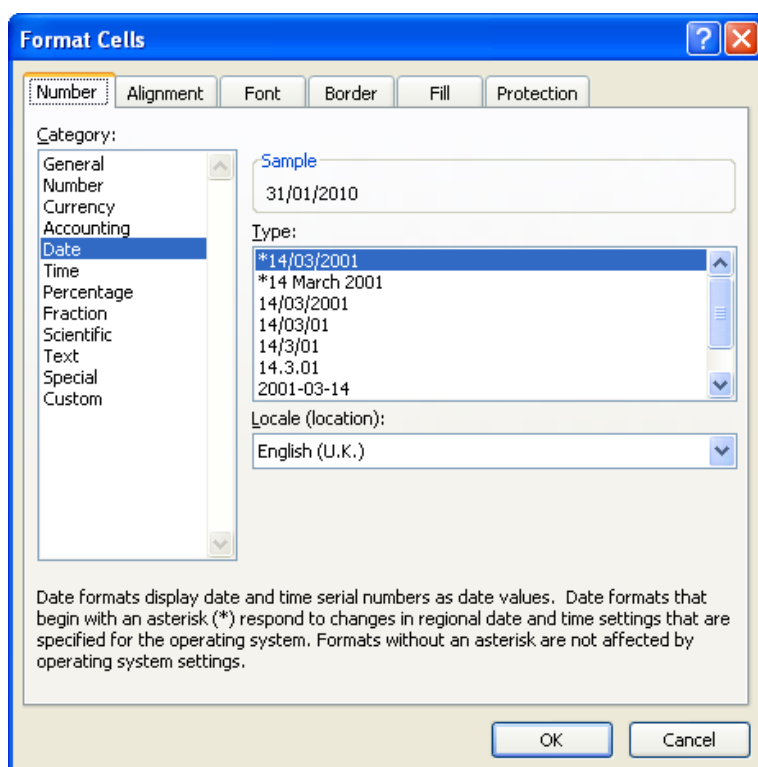 Format Cells
?
Number Alignment Font Border Fill Protection
Category:
General
Number
Currency
Accounting
Date
Time
Percentage
Fraction
Scientific
Text
Special
Custom
Sample
31/01/2010
Type:
*14/03/2001
*14 March 2001
14/03/2001
14/03/01
14/3/01
14.3.01
2001-03-14
Locale (location):
English (U.K.)
Date formats display date and time serial numbers as date values.  Date formats that
begin with an asterisk (*) respond to changes in regional date and time settings that are
specified for the operating system. Formats without an asterisk are not affected by
operating system settings.
OK Cancel